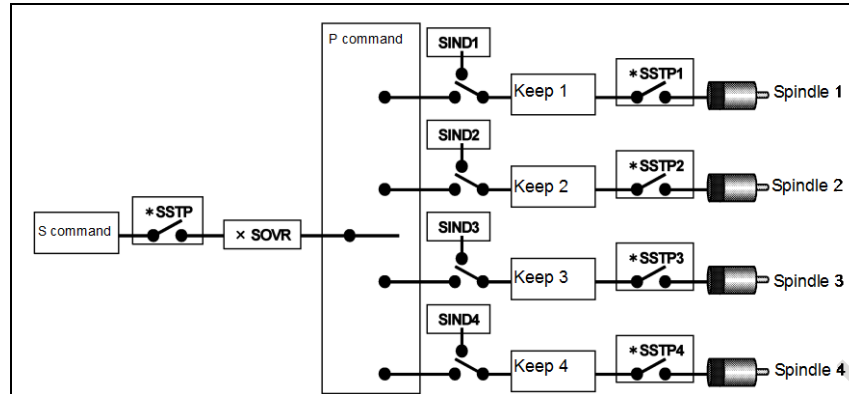 P command
SIND1
Keep 1
*SSTP1
Spindle 1
SIND2
Keep 2
*SSTP2
Spindle 2
S command
*SSTP
× SOVR
SIND3
Keep 3
*SSTP3
Spindle 3
SIND4
Keep 4
*SSTP4
Spindle 4